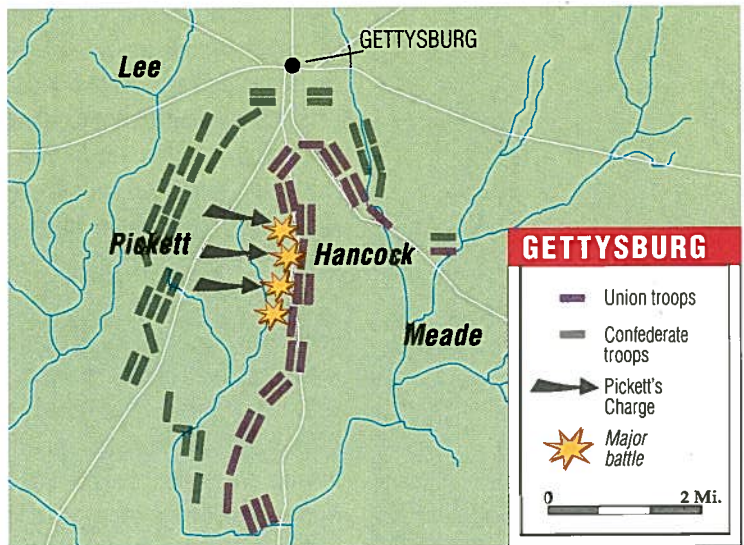 GETTYSBURG
Lee
Pickett
Hancock
Meade
GETTYSBURG
Union troops
Confederate
troops
Pickett's
Charge
Major
battle
0 2 Mi.